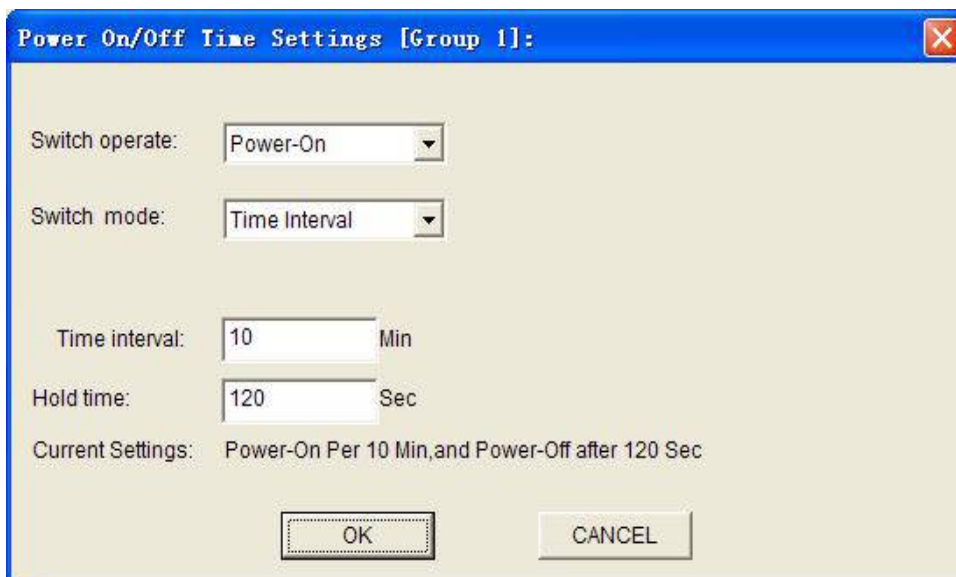 Power On/Off Time Settings [Group 1]:
Switch operate: Power-On
Switch mode: Time Interval
Time interval: 10 Min
Hold time: 120 Sec
Current Settings: Power-On Per 10 Min,and Power-Off after 120 Sec
OK CANCEL